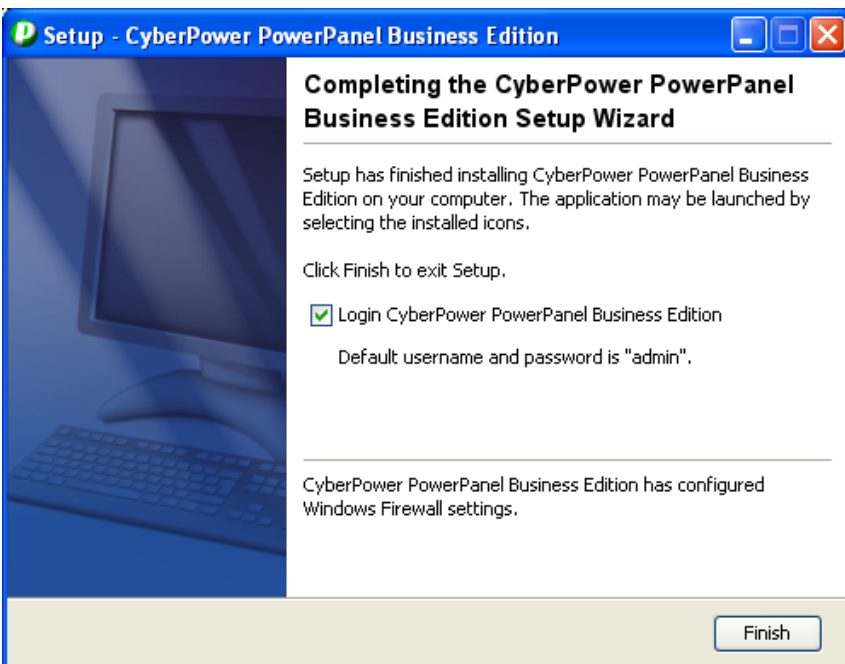 Setup - CyberPower PowerPanel Business Edition
Completing the CyberPower PowerPanel
Business Edition Setup Wizard
Setup has finished installing CyberPower PowerPanel Business
Edition on your computer. The application may be launched by
selecting the installed icons.
Click Finish to exit Setup.
Login CyberPower PowerPanel Business Edition
Default username and password is "admin".
CyberPower PowerPanel Business Edition has configured
Windows Firewall settings.
Finish